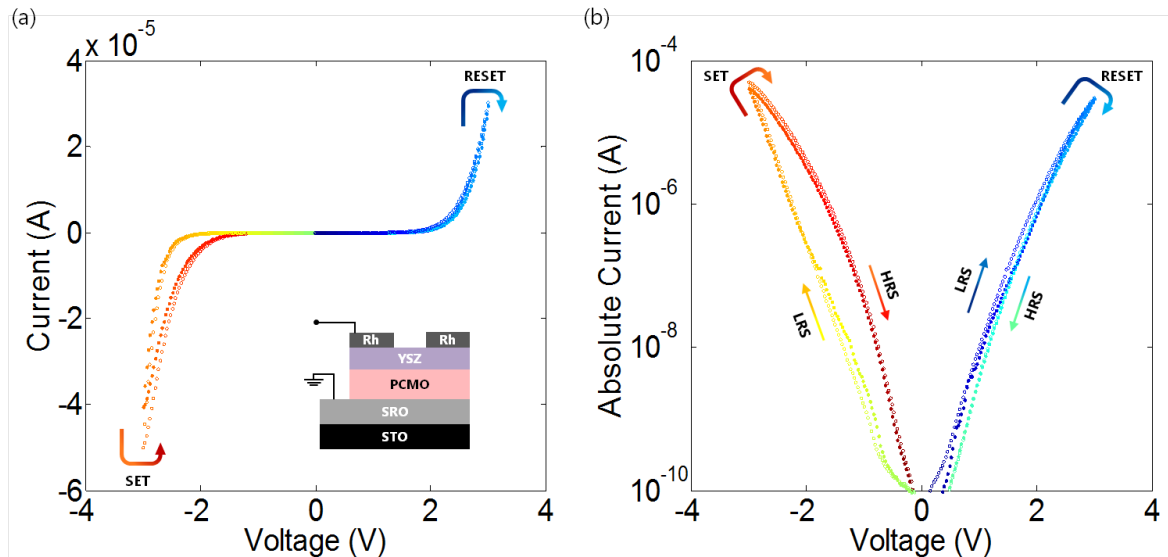 (a)
(b)
x 10⁻⁵
4
2
0
-2
-4
-6
-4
-2
0
2
4
Current (A)
Voltage (V)
RESET
SET
Rh
Rh
YSZ
PCMO
SRO
STO
10⁻⁴
10⁻⁶
10⁻⁸
10⁻¹⁰
-4
-2
0
2
4
Absolute Current (A)
Voltage (V)
SET
RESET
HRS
LRS
LRS
HRS